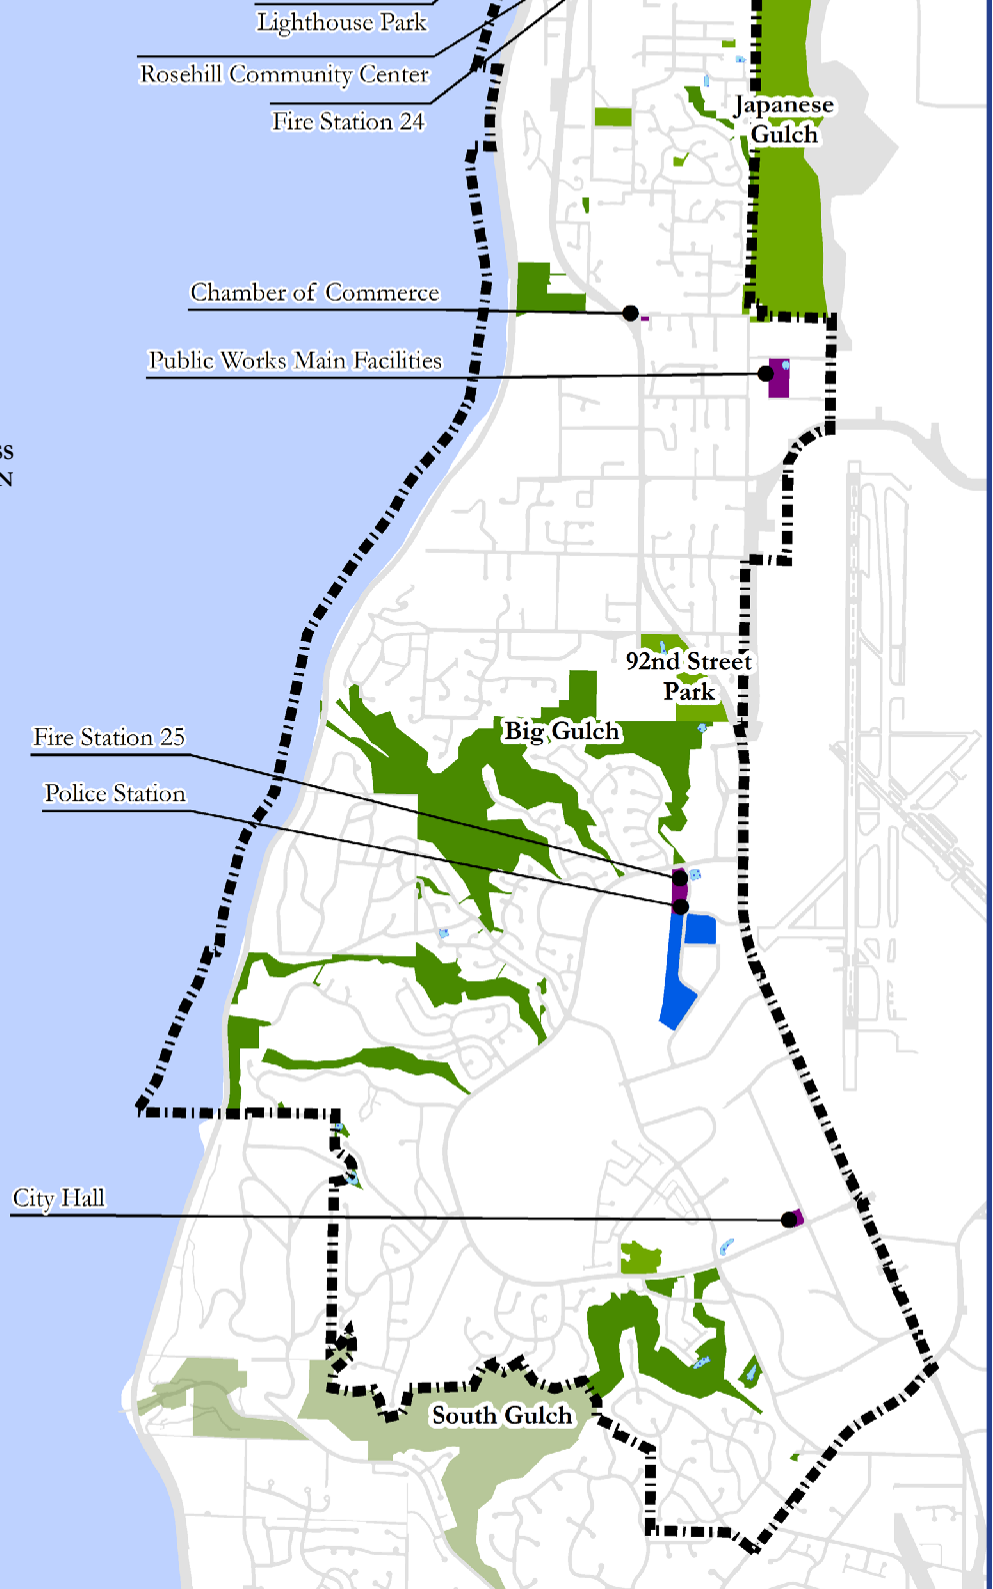 Lighthouse Park
Rosehill Community Center
Fire Station 24
Japanese
Gulch
Chamber of Commerce
Public Works Main Facilities
N
92nd Street
Park
Big Gulch
Fire Station 25
Police Station
City Hall
South Gulch